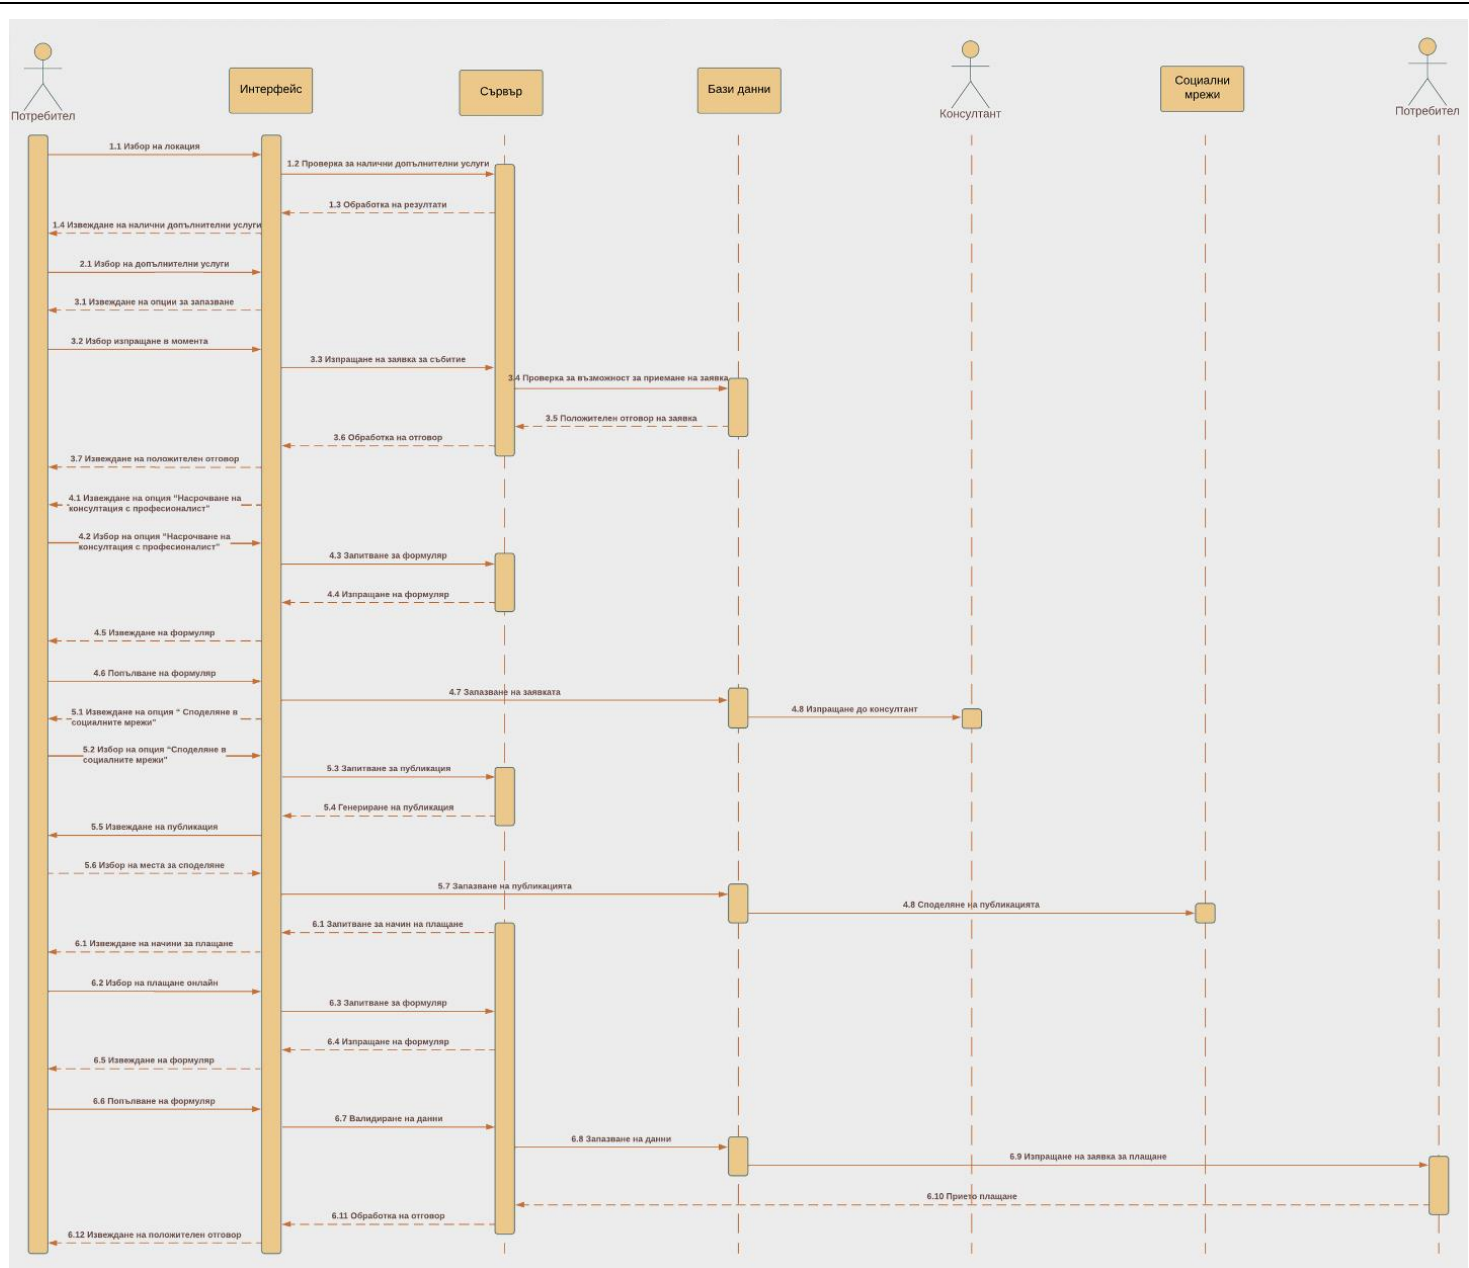 Потребител
Интерфейс
Сървър
Бази данни
Консултант
Социални
мрежи
Потребител
1.1 Избор на локация
1.2 Проверка за налични допълнителни услуги
1.3 Обработка на резултати
1.4 Извеждане на налични допълнителни услуги
2.1 Избор на допълнителни услуги
3.1 Извеждане на опции за запазване
3.2 Избор изпращане в момента
3.3 Изпращане на заявка за събитие
3.4 Проверка за възможност за приемане на заявка
3.5 Положителен отговор на заявка
3.6 Обработка на отговор
3.7 Извеждане на положителен отговор
4.1 Извеждане на опция "Насрочване на
консултация с професионалист"
4.2 Избор на опция "Насрочване на
консултация с професионалист"
4.3 Запитване за формуляр
4.4 Изпращане на формуляр
4.5 Извеждане на формуляр
4.6 Попълване на формуляр
4.7 Запазване на заявката
4.8 Изпращане до консултант
5.1 Извеждане на опция " Споделяне в
социалните мрежи"
5.2 Избор на опция "Споделяне в
социалните мрежи"
5.3 Запитване за публикация
5.4 Генериране на публикация
5.5 Извеждане на публикация
5.6 Избор на места за споделяне
5.7 Запазване на публикацията
4.8 Споделяне на публикацията
6.1 Запитване за начин на плащане
6.1 Извеждане на начини за плащане
6.2 Избор на плащане онлайн
6.3 Запитване за формуляр
6.4 Изпращане на формуляр
6.5 Извеждане на формуляр
6.6 Попълване на формуляр
6.7 Валидиране на данни
6.8 Запазване на данни
6.9 Изпращане на заявка за плащане
6.10 Прието плащане
6.11 Обработка на отговор
6.12 Извеждане на положителен отговор